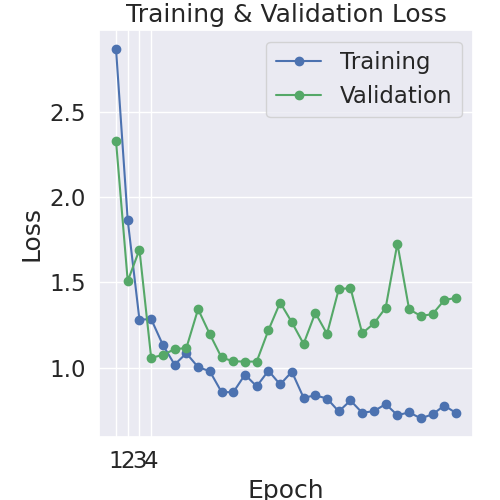 Training & Validation Loss
Training
Validation
2.5
2.0
1.5
1.0
Loss
1234
Epoch